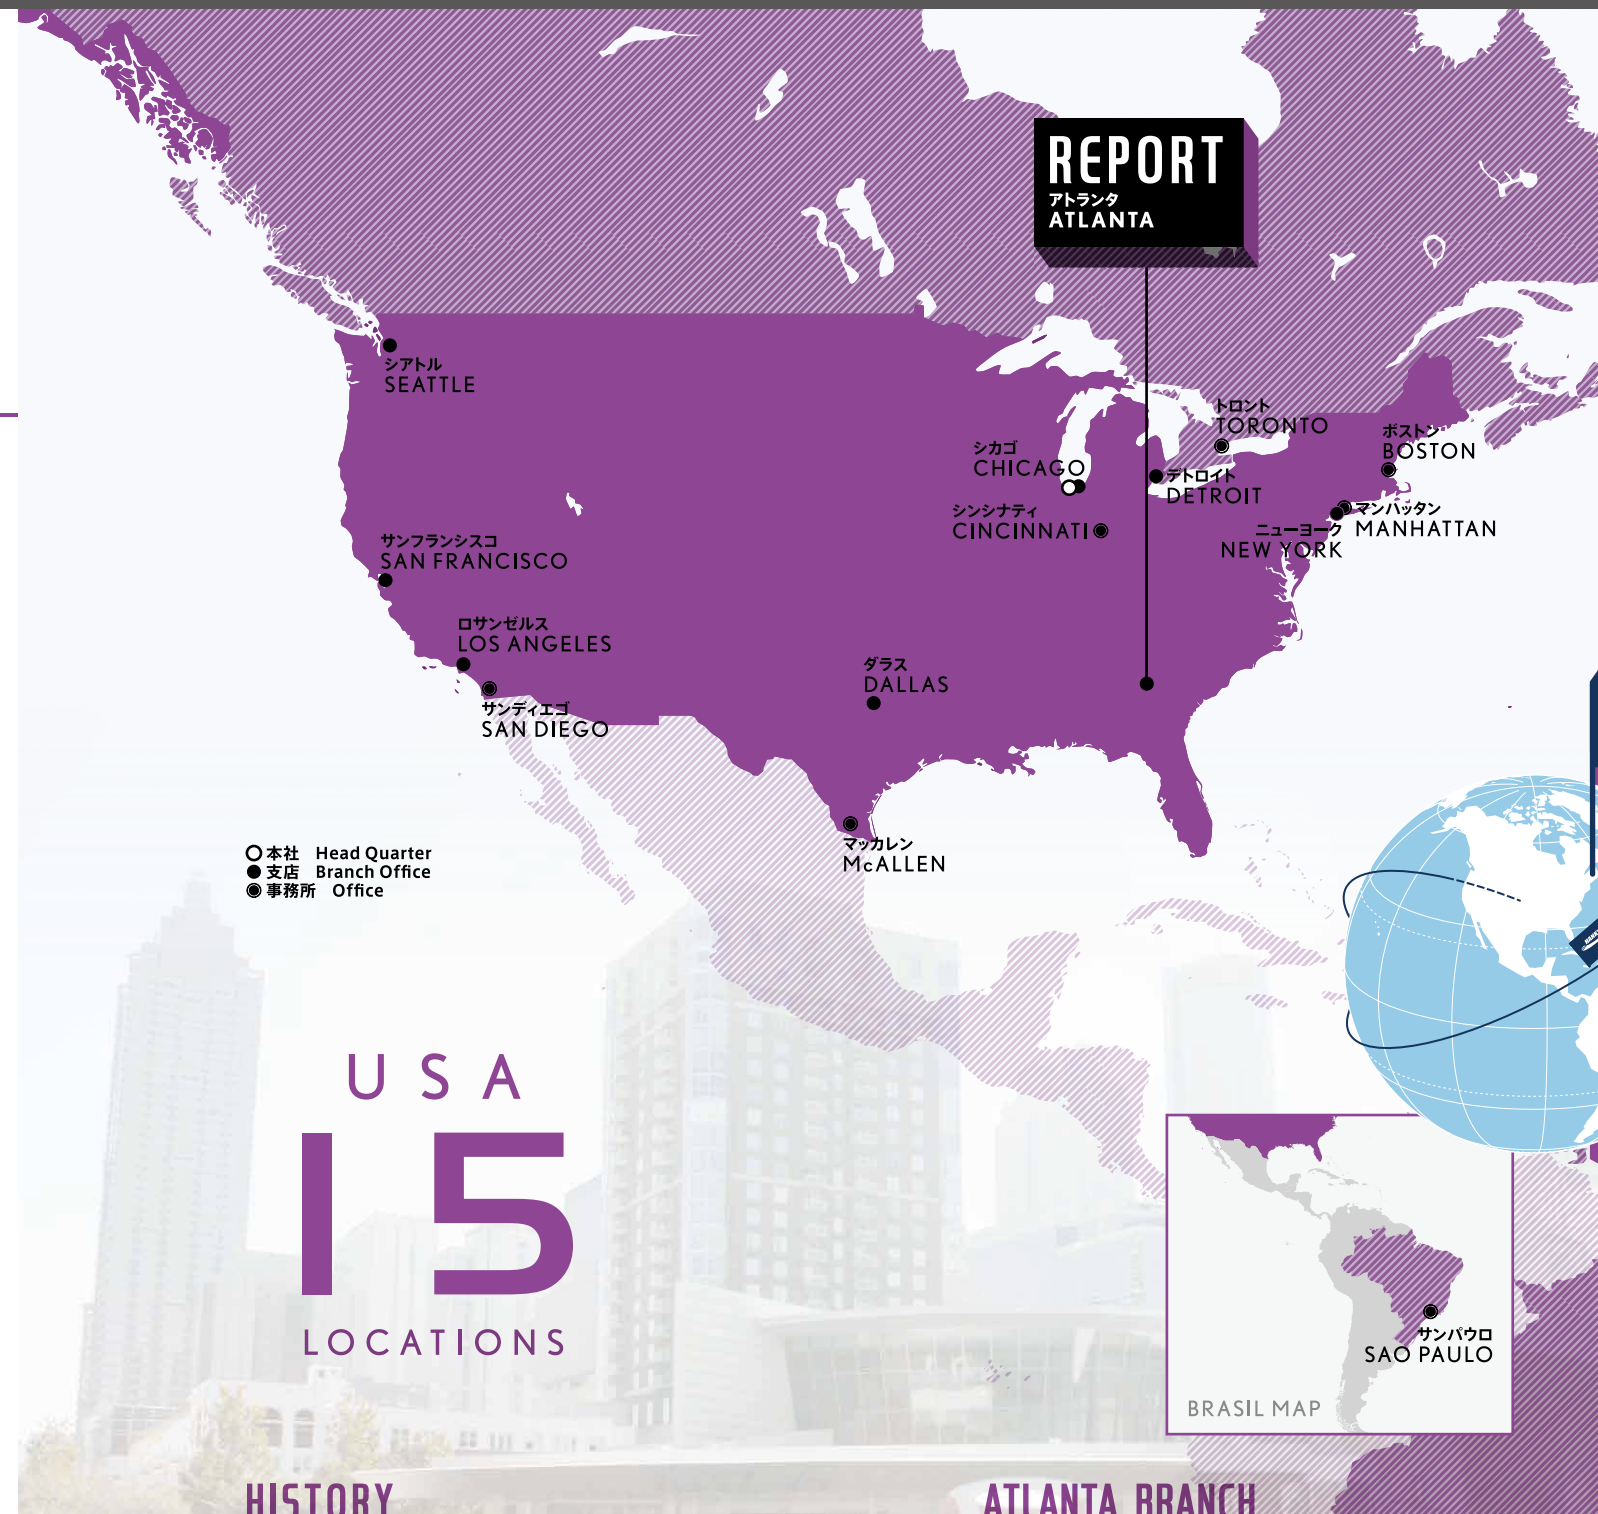 REPORT
アトランタ
ATLANTA
シアトル
SEATTLE
トロント
TORONTO
ボストン
BOSTON
シカゴ
CHICAGO
デトロイト
DETROIT
シンシナティ
CINCINNATI
マンハッタン
MANHATTAN
ニューヨーク
NEW YORK
サンフランシスコ
SAN FRANCISCO
ロサンゼルス
LOS ANGELES
ダラス
DALLAS
サンディエゴ
SAN DIEGO
マッカレン
McALLEN
本社 Head Quarter
支店 Branch Office
事務所 Office
USA
15
LOCATIONS
サンパウロ
SAO PAULO
BRASIL MAP
HISTORY
ATLANTA BRANCH